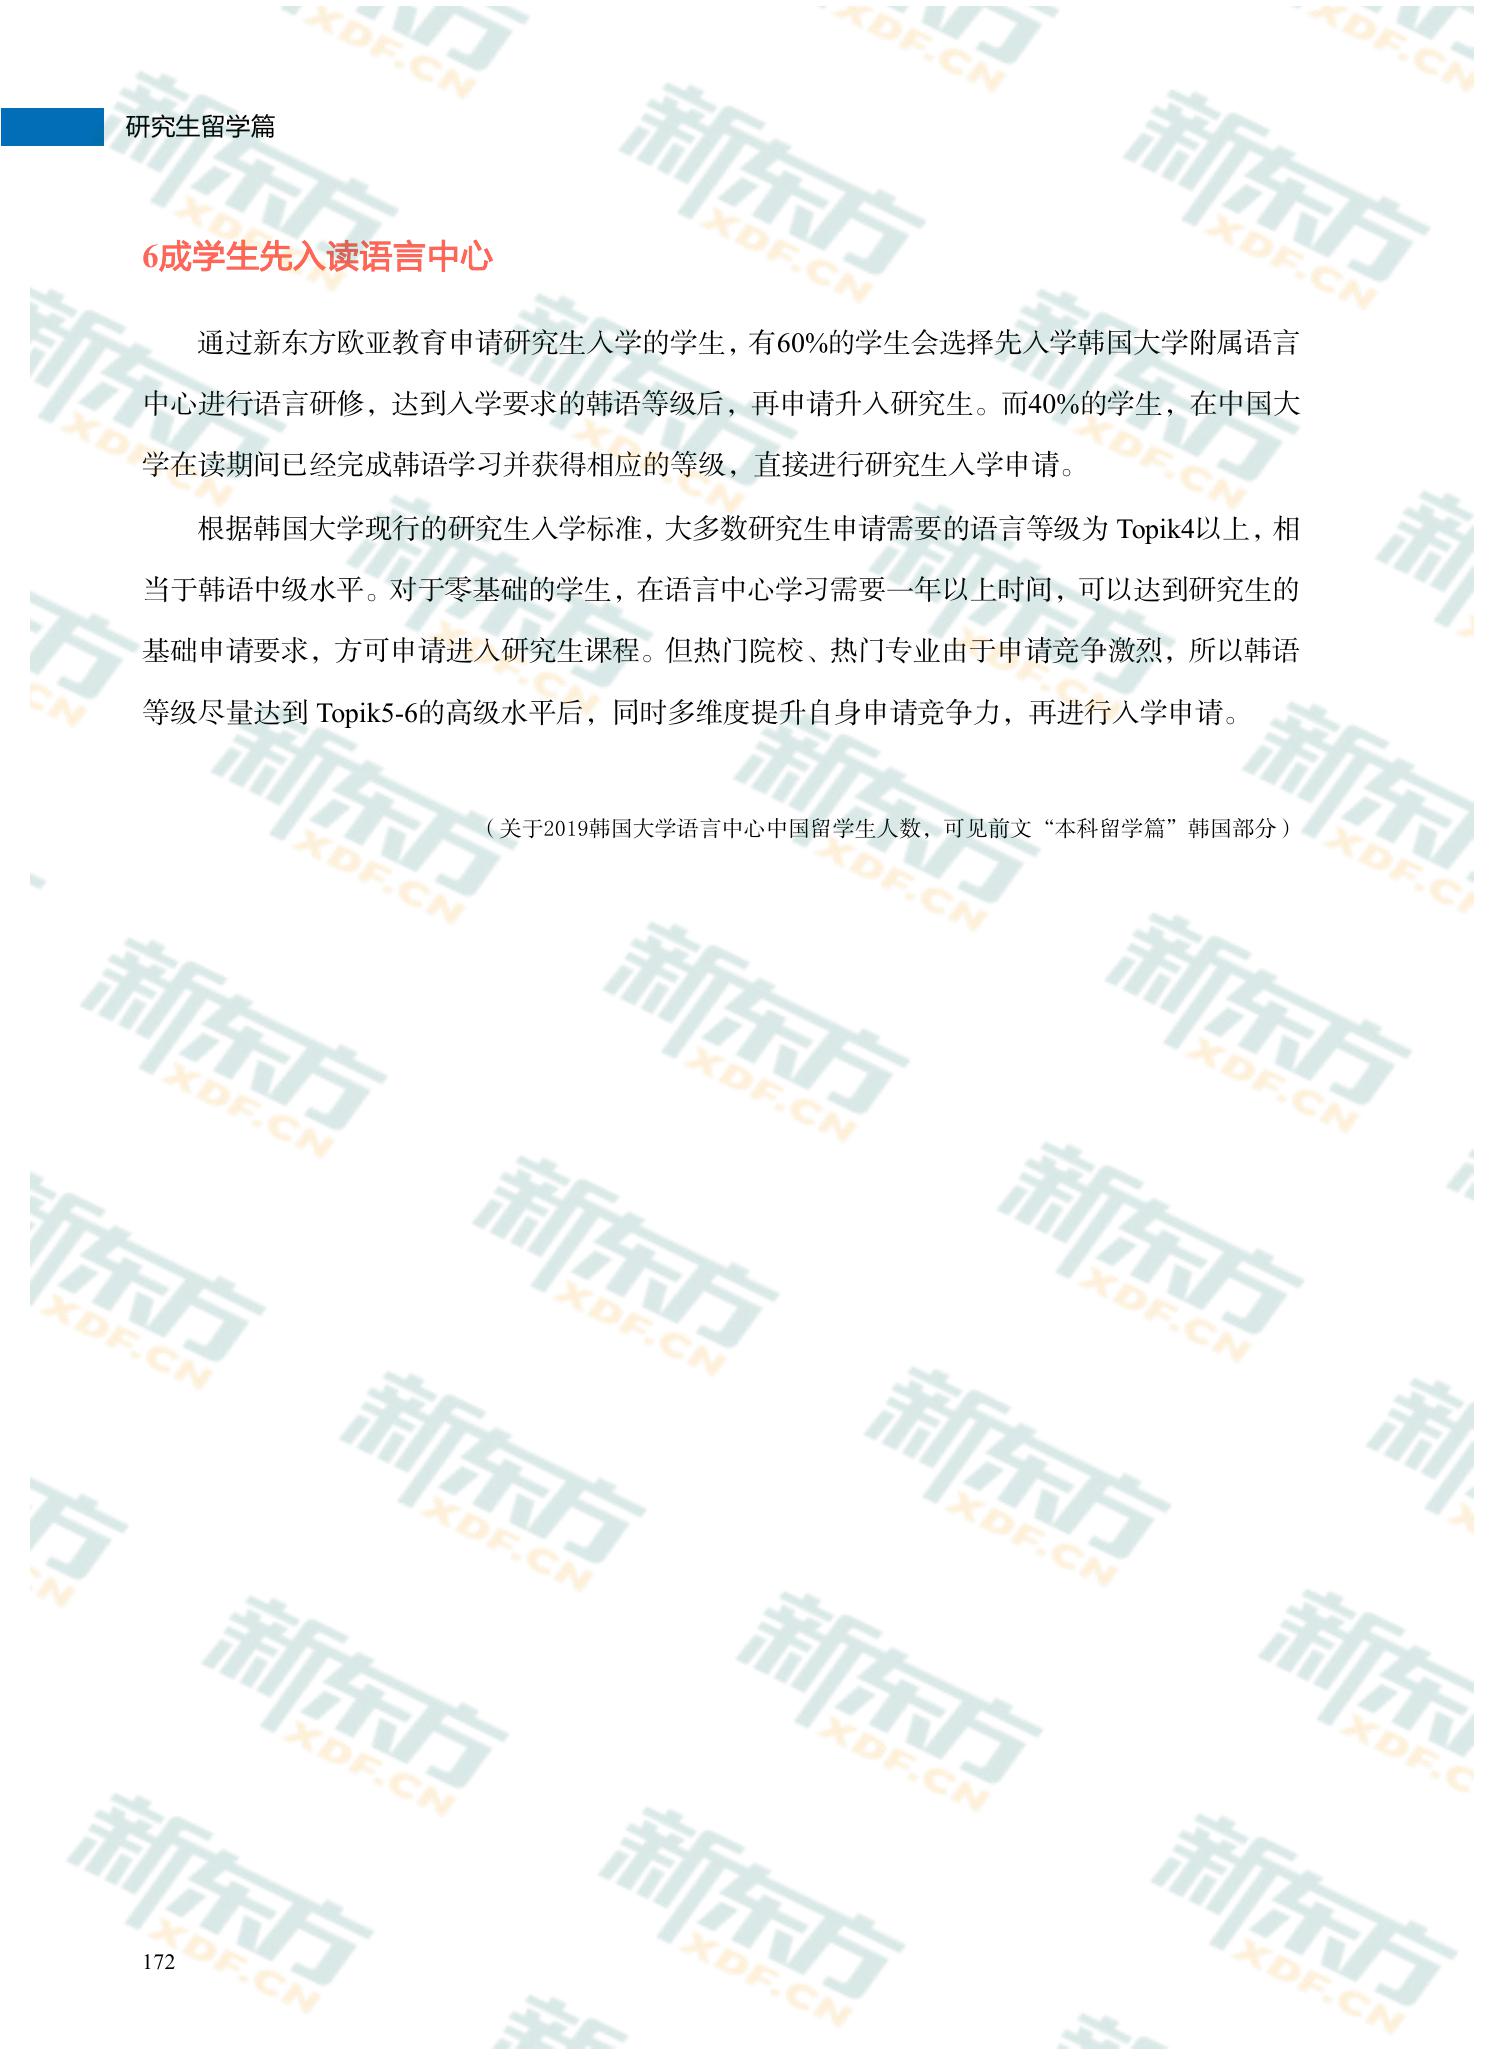 研究生留学篇
6成学生先入读语言中心
通过新东方欧亚教育申请研究生入学的学生，有60%的学生会选择先入学韩国大学附属语言
中心进行语言研修，达到入学要求的韩语等级后，再申请升入研究生。而40%的学生，在中国大
学在读期间已经完成韩语学习并获得相应的等级，直接进行研究生入学申请。
根据韩国大学现行的研究生入学标准，大多数研究生申请需要的语言等级为 Topik4以上，相
当于韩语中级水平。对于零基础的学生，在语言中心学习需要一年以上时间，可以达到研究生的
基础申请要求，方可申请进入研究生课程。但热门院校、热门专业由于申请竞争激烈，所以韩语
等级尽量达到 Topik5-6的高级水平后，同时多维度提升自身申请竞争力，再进行入学申请。
（关于2019韩国大学语言中心中国留学生人数，可见前文“本科留学篇”韩国部分）
172
新东方
XDF.CN